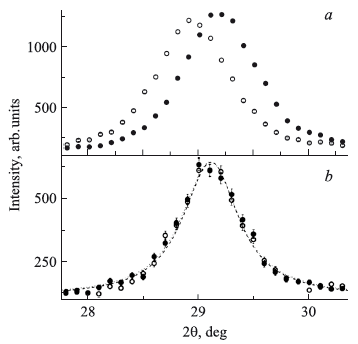 a
1000
500
Intensity, arb. units
b
500
250
28 29 30
2θ, deg